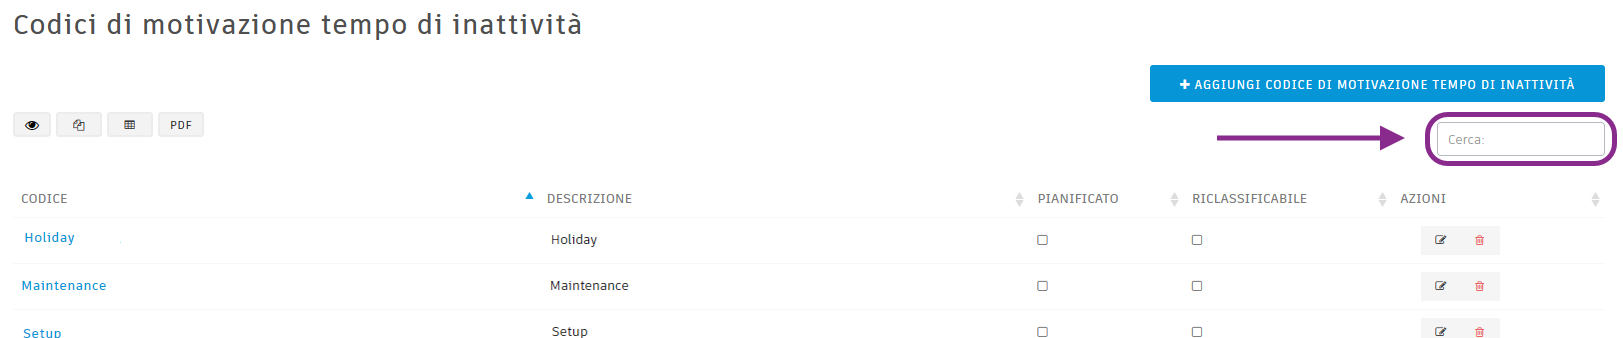 Codici di motivazione tempo di inattività
AGGIUNGI CODICE DI MOTIVAZIONE TEMPO DI INATTIVITÀ
PDF
Cerca:
CODICE DESCRIZIONE PIANIFICATO RICLASSIFICABILE AZIONI
Holiday Holiday
Maintenance Maintenance
Setup Setup